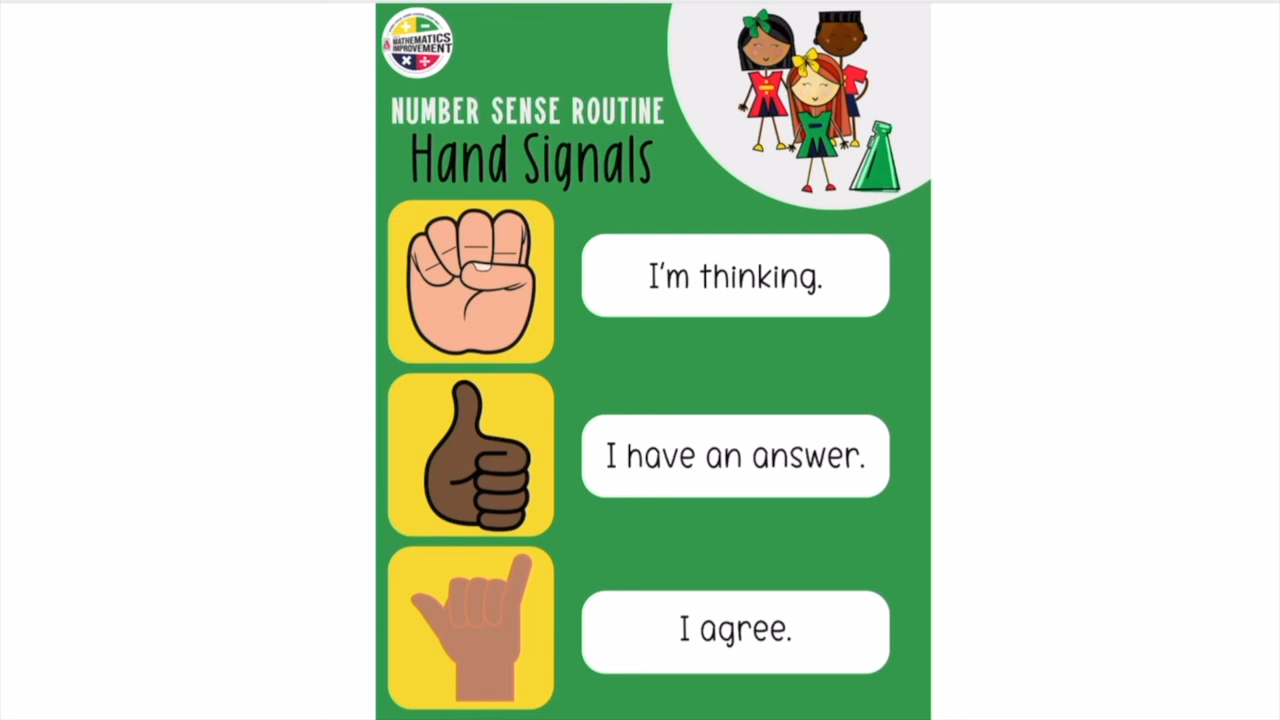 MATHEMATICS
IMPROVEMENT
NUMBER SENSE ROUTINE
Hand Signals
I'm thinking.
I have an answer.
I agree.